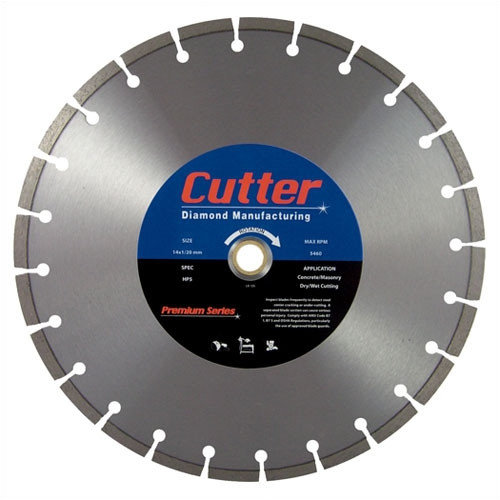 Cutter
Diamond Manufacturing
ROTATION
SIZE
14x1/20 mm
MAX RPM
5460
SPEC
HPS
APPLICATION
Concrete/Masonry
Dry/Wet Cutting
Premium Series
Inspect blades frequently to detect steel
center cracking or under-cutting. A
separated blade section can cause serious
personal injury. Comply with ANSI Code B7
1, B7 5 and OSHA Regulations, particularly
the use of approved blade guards.